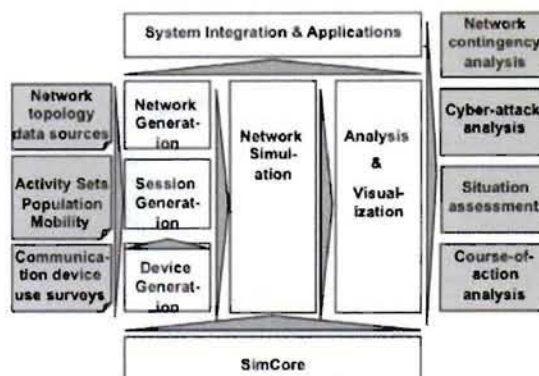 System Integration & Applications
Network
contingency
analysis
Network
topology
data sources
Network
Generat-
ion
Network
Simul-
ation
Analysis
&
Visual-
ization
Cyber-attack
analysis
Activity Sets
Population
Mobility
Session
Generat-
ion
Situation
assessment
Communica-
tion device
use surveys
Device
Generat-
ion
Course-of-
action
analysis
SimCore